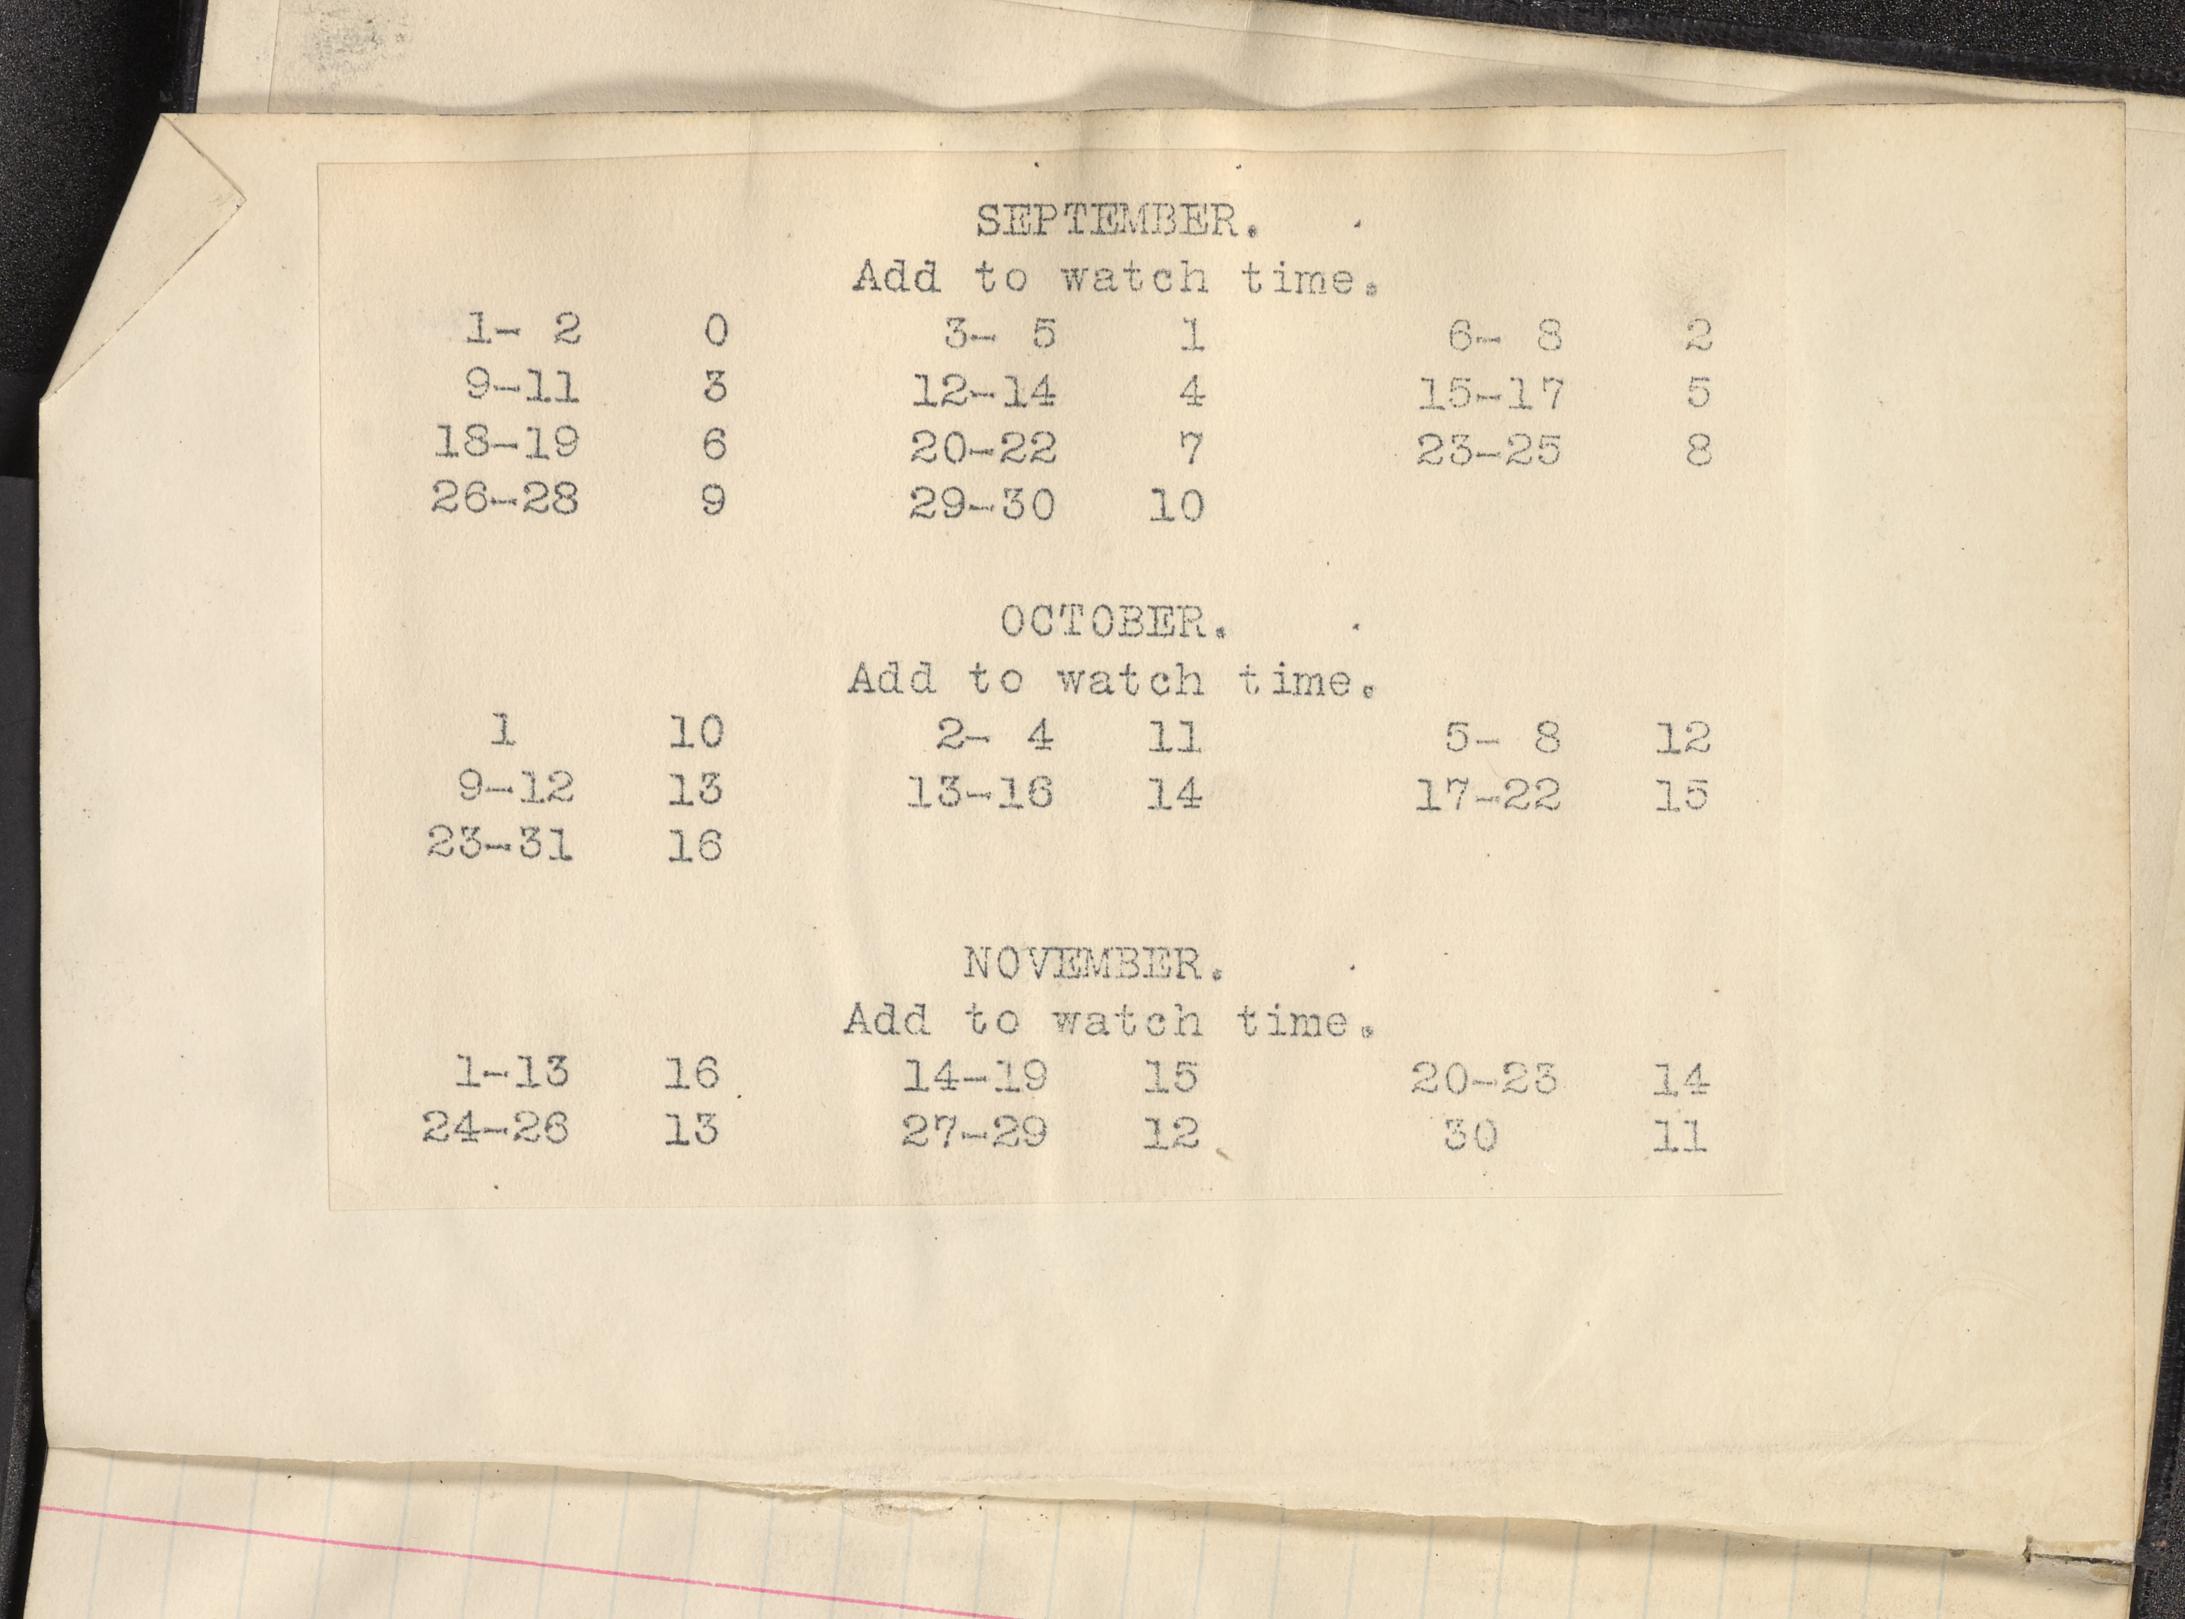 SEPTEMBER.
Add to watch time.
1- 2 0 3- 5 1 6- 8 2
9-11 3 12-14 4 15-17 5
18-19 6 20-22 7 23-25 8
26-28 9 29-30 10
OCTOBER.
Add to watch time.
1 10 2- 4 11 5- 8 12
9-12 13 13-16 14 17-22 15
23-31 16
NOVEMBER.
Add to watch time.
1-13 16 14-19 15 20-23 14
24-26 13 27-29 12 30 11